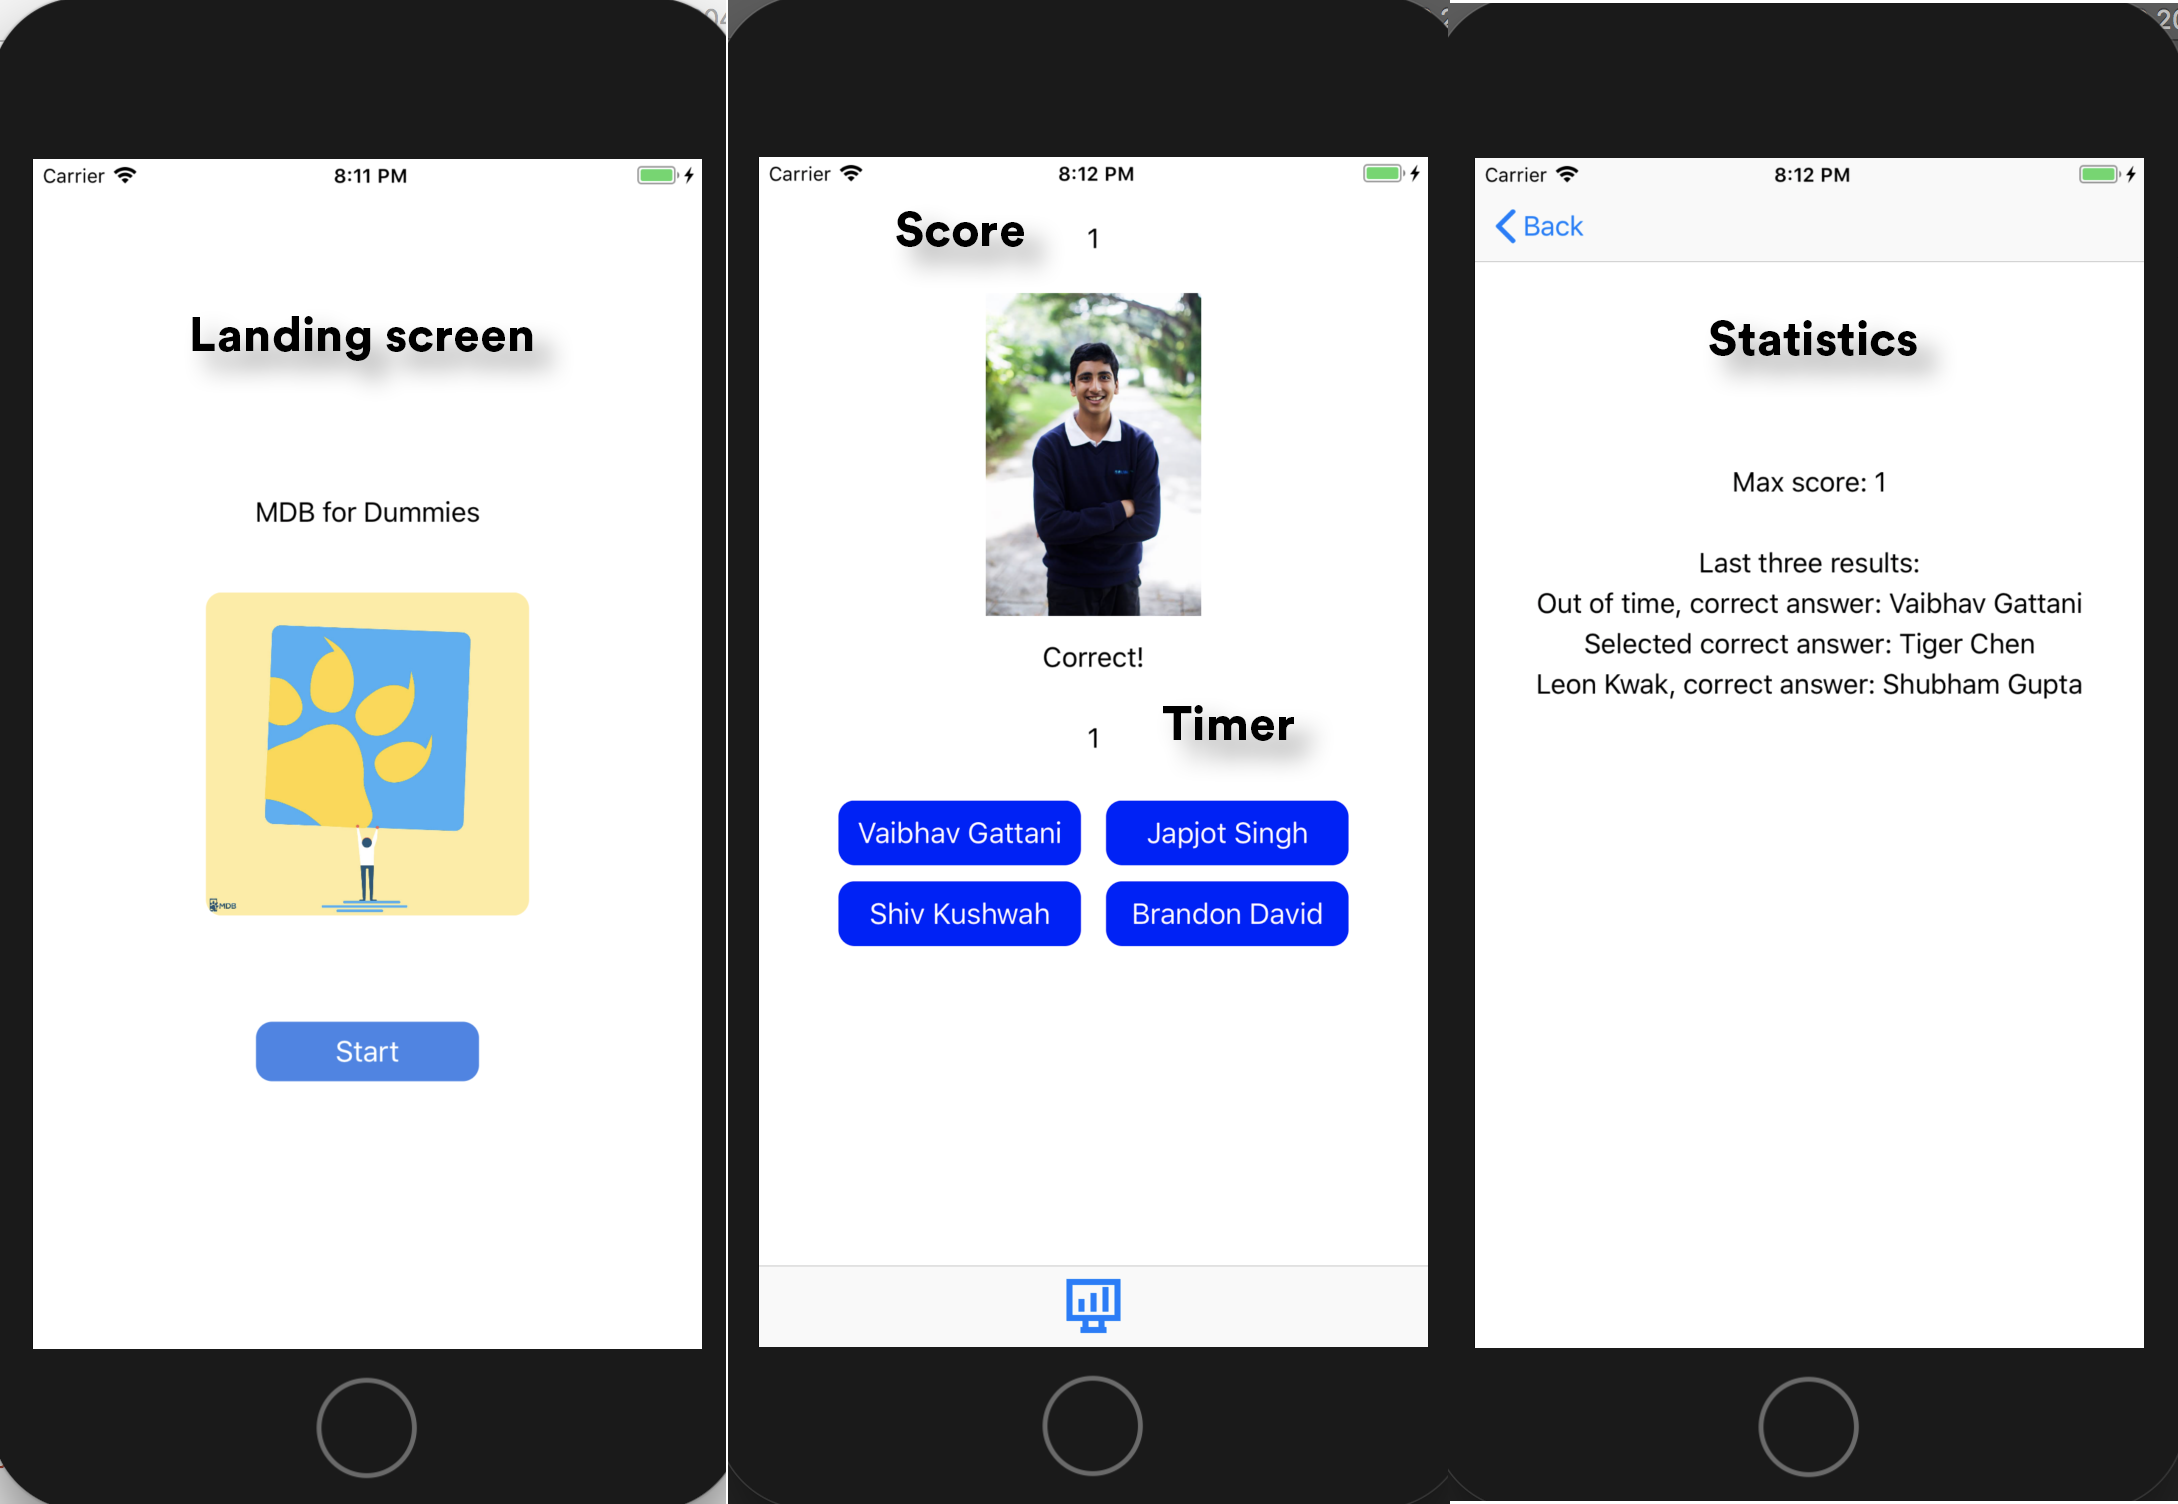 Carrier 8:11 PM
Landing screen
MDB for Dummies
MDB
Start
Carrier 8:12 PM
Score 1
Correct!
1 Timer
Vaibhav Gattani Japjot Singh
Shiv Kushwah Brandon David
Carrier 8:12 PM
Back
Statistics
Max score: 1
Last three results:
Out of time, correct answer: Vaibhav Gattani
Selected correct answer: Tiger Chen
Leon Kwak, correct answer: Shubham Gupta